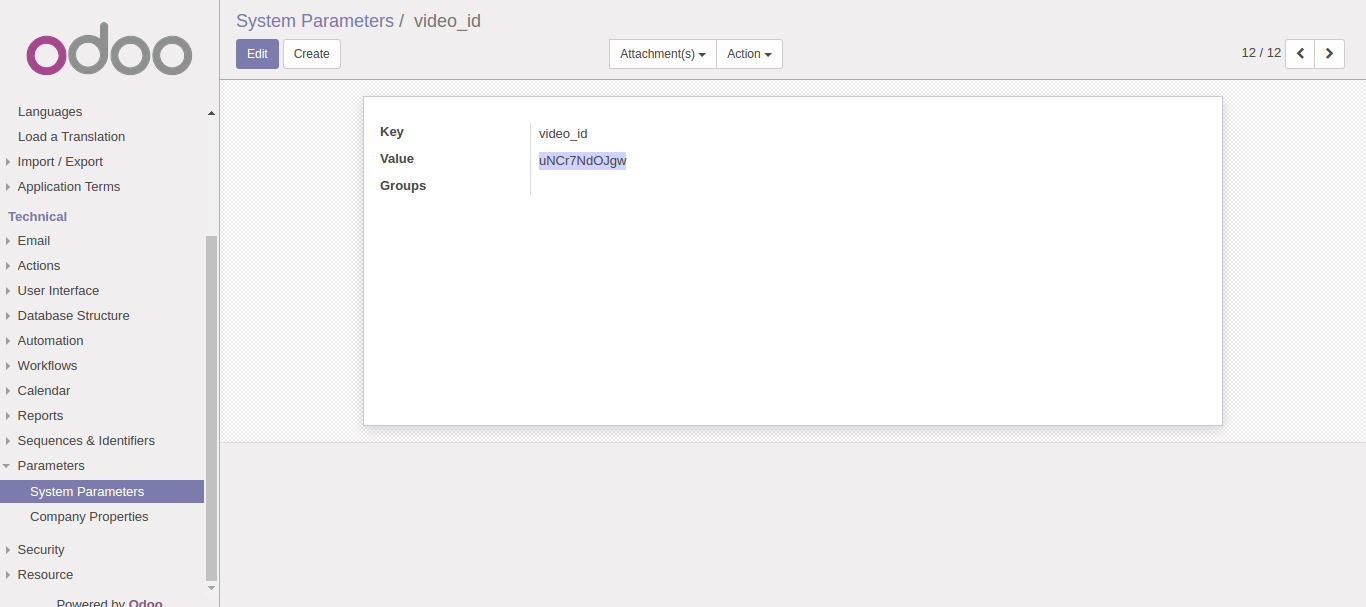 odoo
Languages
Load a Translation
Import / Export
Application Terms
Technical
Email
Actions
User Interface
Database Structure
Automation
Workflows
Calendar
Reports
Sequences & Identifiers
Parameters
System Parameters
Company Properties
Security
Resource
Powered by Odoo
System Parameters / video_id
Edit Create Attachment(s) Action 12 / 12
Key video_id
Value uNCr7NdOJgw
Groups